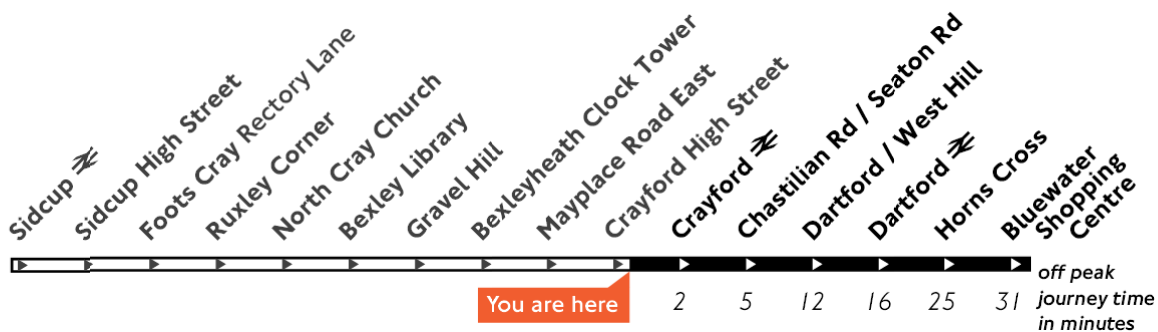 Sidcup
Sidcup High Street
Foots Cray Rectory Lane
Ruxley Corner
North Cray Church
Bexley Library
Gravel Hill
Bexleyheath Clock Tower
Mayplace Road East
Crayford High Street
Crayford
Chastilian Rd / Seaton Rd
Dartford / West Hill
Dartford
Horns Cross
Bluewater
Shopping
Centre
You are here
2 5 12 16 25 31
off peak
journey time
in minutes